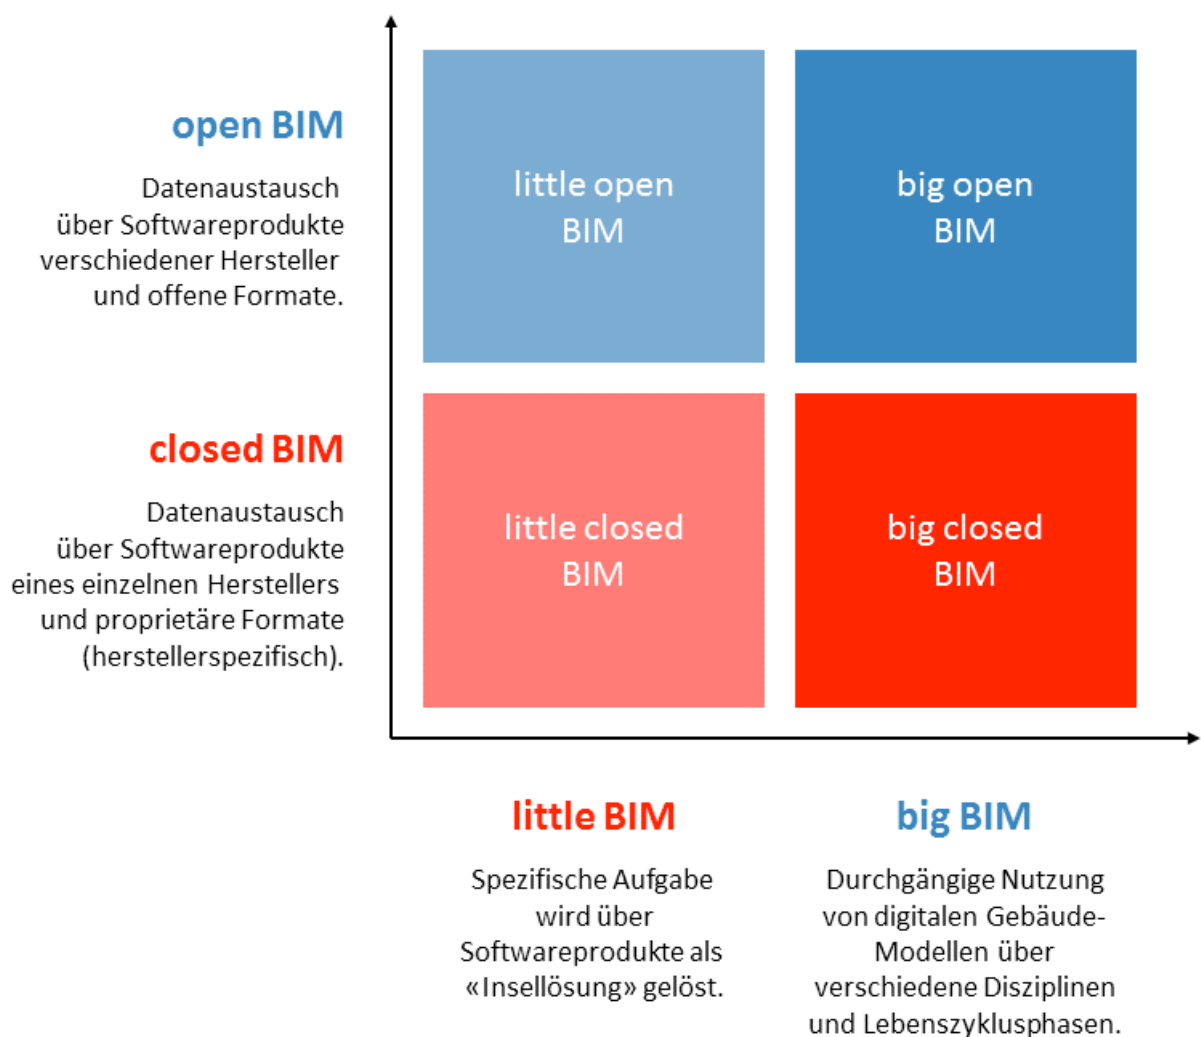 open BIM
Datenaustausch
über Softwareprodukte
verschiedener Hersteller
und offene Formate.
little open
BIM
big open
BIM
closed BIM
Datenaustausch
über Softwareprodukte
eines einzelnen Herstellers
und proprietäre Formate
(herstellerspezifisch).
little closed
BIM
big closed
BIM
little BIM
Spezifische Aufgabe
wird über
Softwareprodukte als
«Insellösung» gelöst.
big BIM
Durchgängige Nutzung
von digitalen Gebäude-
Modellen über
verschiedene Disziplinen
und Lebenszyklusphasen.